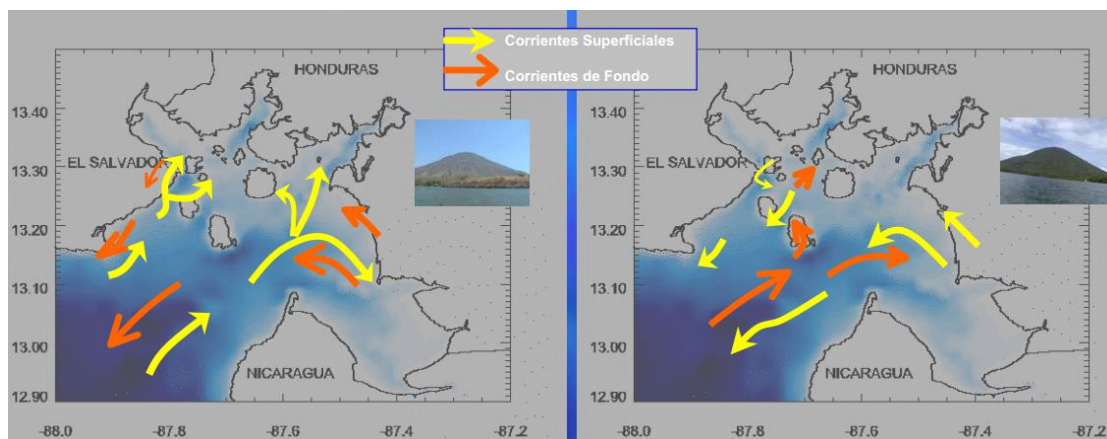 Corrientes Superficiales
Corrientes de Fondo
HONDURAS
13.40
EL SALVADOR
13.30
13.20
13.10
13.00
NICARAGUA
12.90
-88.0 -87.8 -87.6 -87.4 -87.2
HONDURAS
13.40
EL SALVADOR
13.30
13.20
13.10
13.00
NICARAGUA
12.90
-88.0 -87.8 -87.6 -87.4 -87.2